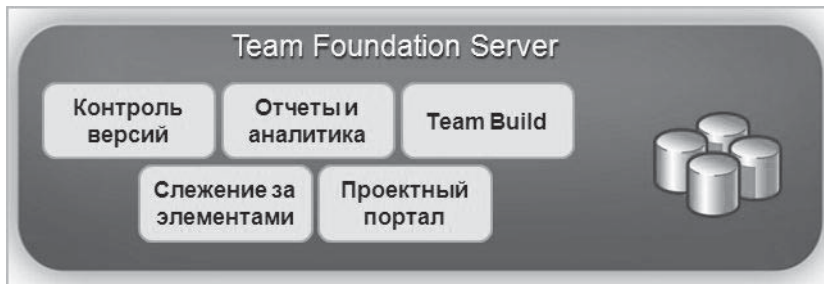 Team Foundation Server
Контроль
версий
Отчеты и
аналитика
Team Build
Слежение за
элементами
Проектный
портал